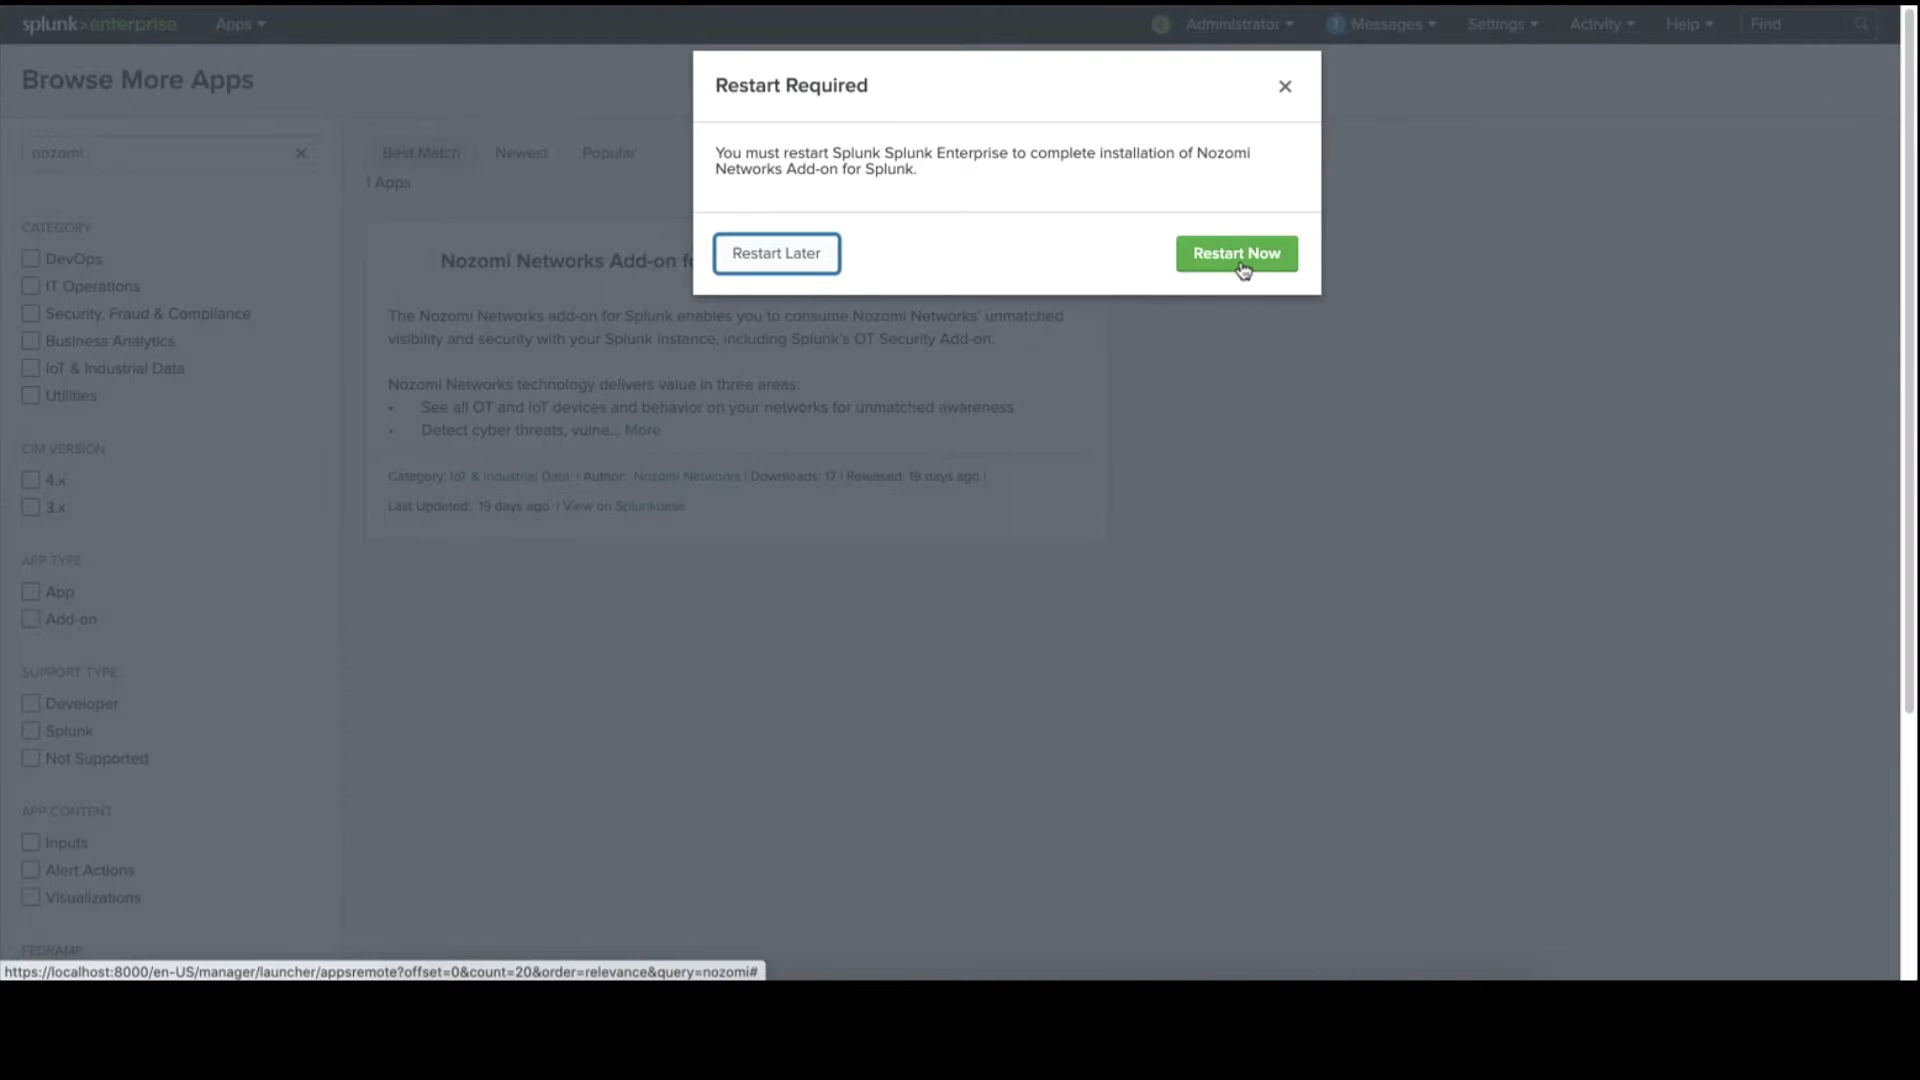 splunk>enterprise Apps Administrator 1 Messages Settings Activity Help Find
Browse More Apps
Restart Required
You must restart Splunk Splunk Enterprise to complete installation of Nozomi
Networks Add-on for Splunk.
Restart Later Restart Now
nozomi
Best Match Newest Popular
1 Apps
CATEGORY
DevOps
IT Operations
Security, Fraud & Compliance
Business Analytics
IoT & Industrial Data
Utilities
CIM VERSION
4.x
3.x
APP TYPE
App
Add-on
SUPPORT TYPE
Developer
Splunk
Not Supported
APP CONTENT
Inputs
Alert Actions
Visualizations
FEDRAMP
Nozomi Networks Add-on
The Nozomi Networks add-on for Splunk enables you to consume Nozomi Networks' unmatched
visibility and security with your Splunk instance, including Splunk's OT Security Add-on.
Nozomi Networks technology delivers value in three areas:
• See all OT and IoT devices and behavior on your networks for unmatched awareness
• Detect cyber threats, vulne... More
Category: IoT & Industrial Data | Author: Nozomi Networks | Downloads: 17 | Released: 19 days ago |
Last Updated: 19 days ago | View on Splunkbase
https://localhost:8000/en-US/manager/launcher/appsremote?offset=0&count=20&order=relevance&query=nozomi#